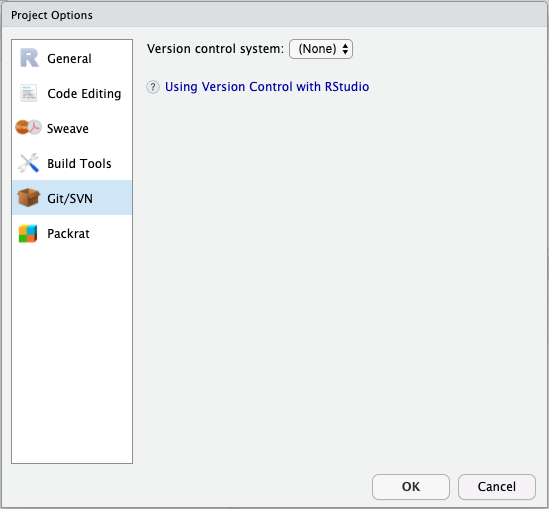 Project Options
General
Code Editing
Sweave
Build Tools
Git/SVN
Packrat
Version control system: (None)
? Using Version Control with RStudio
OK
Cancel